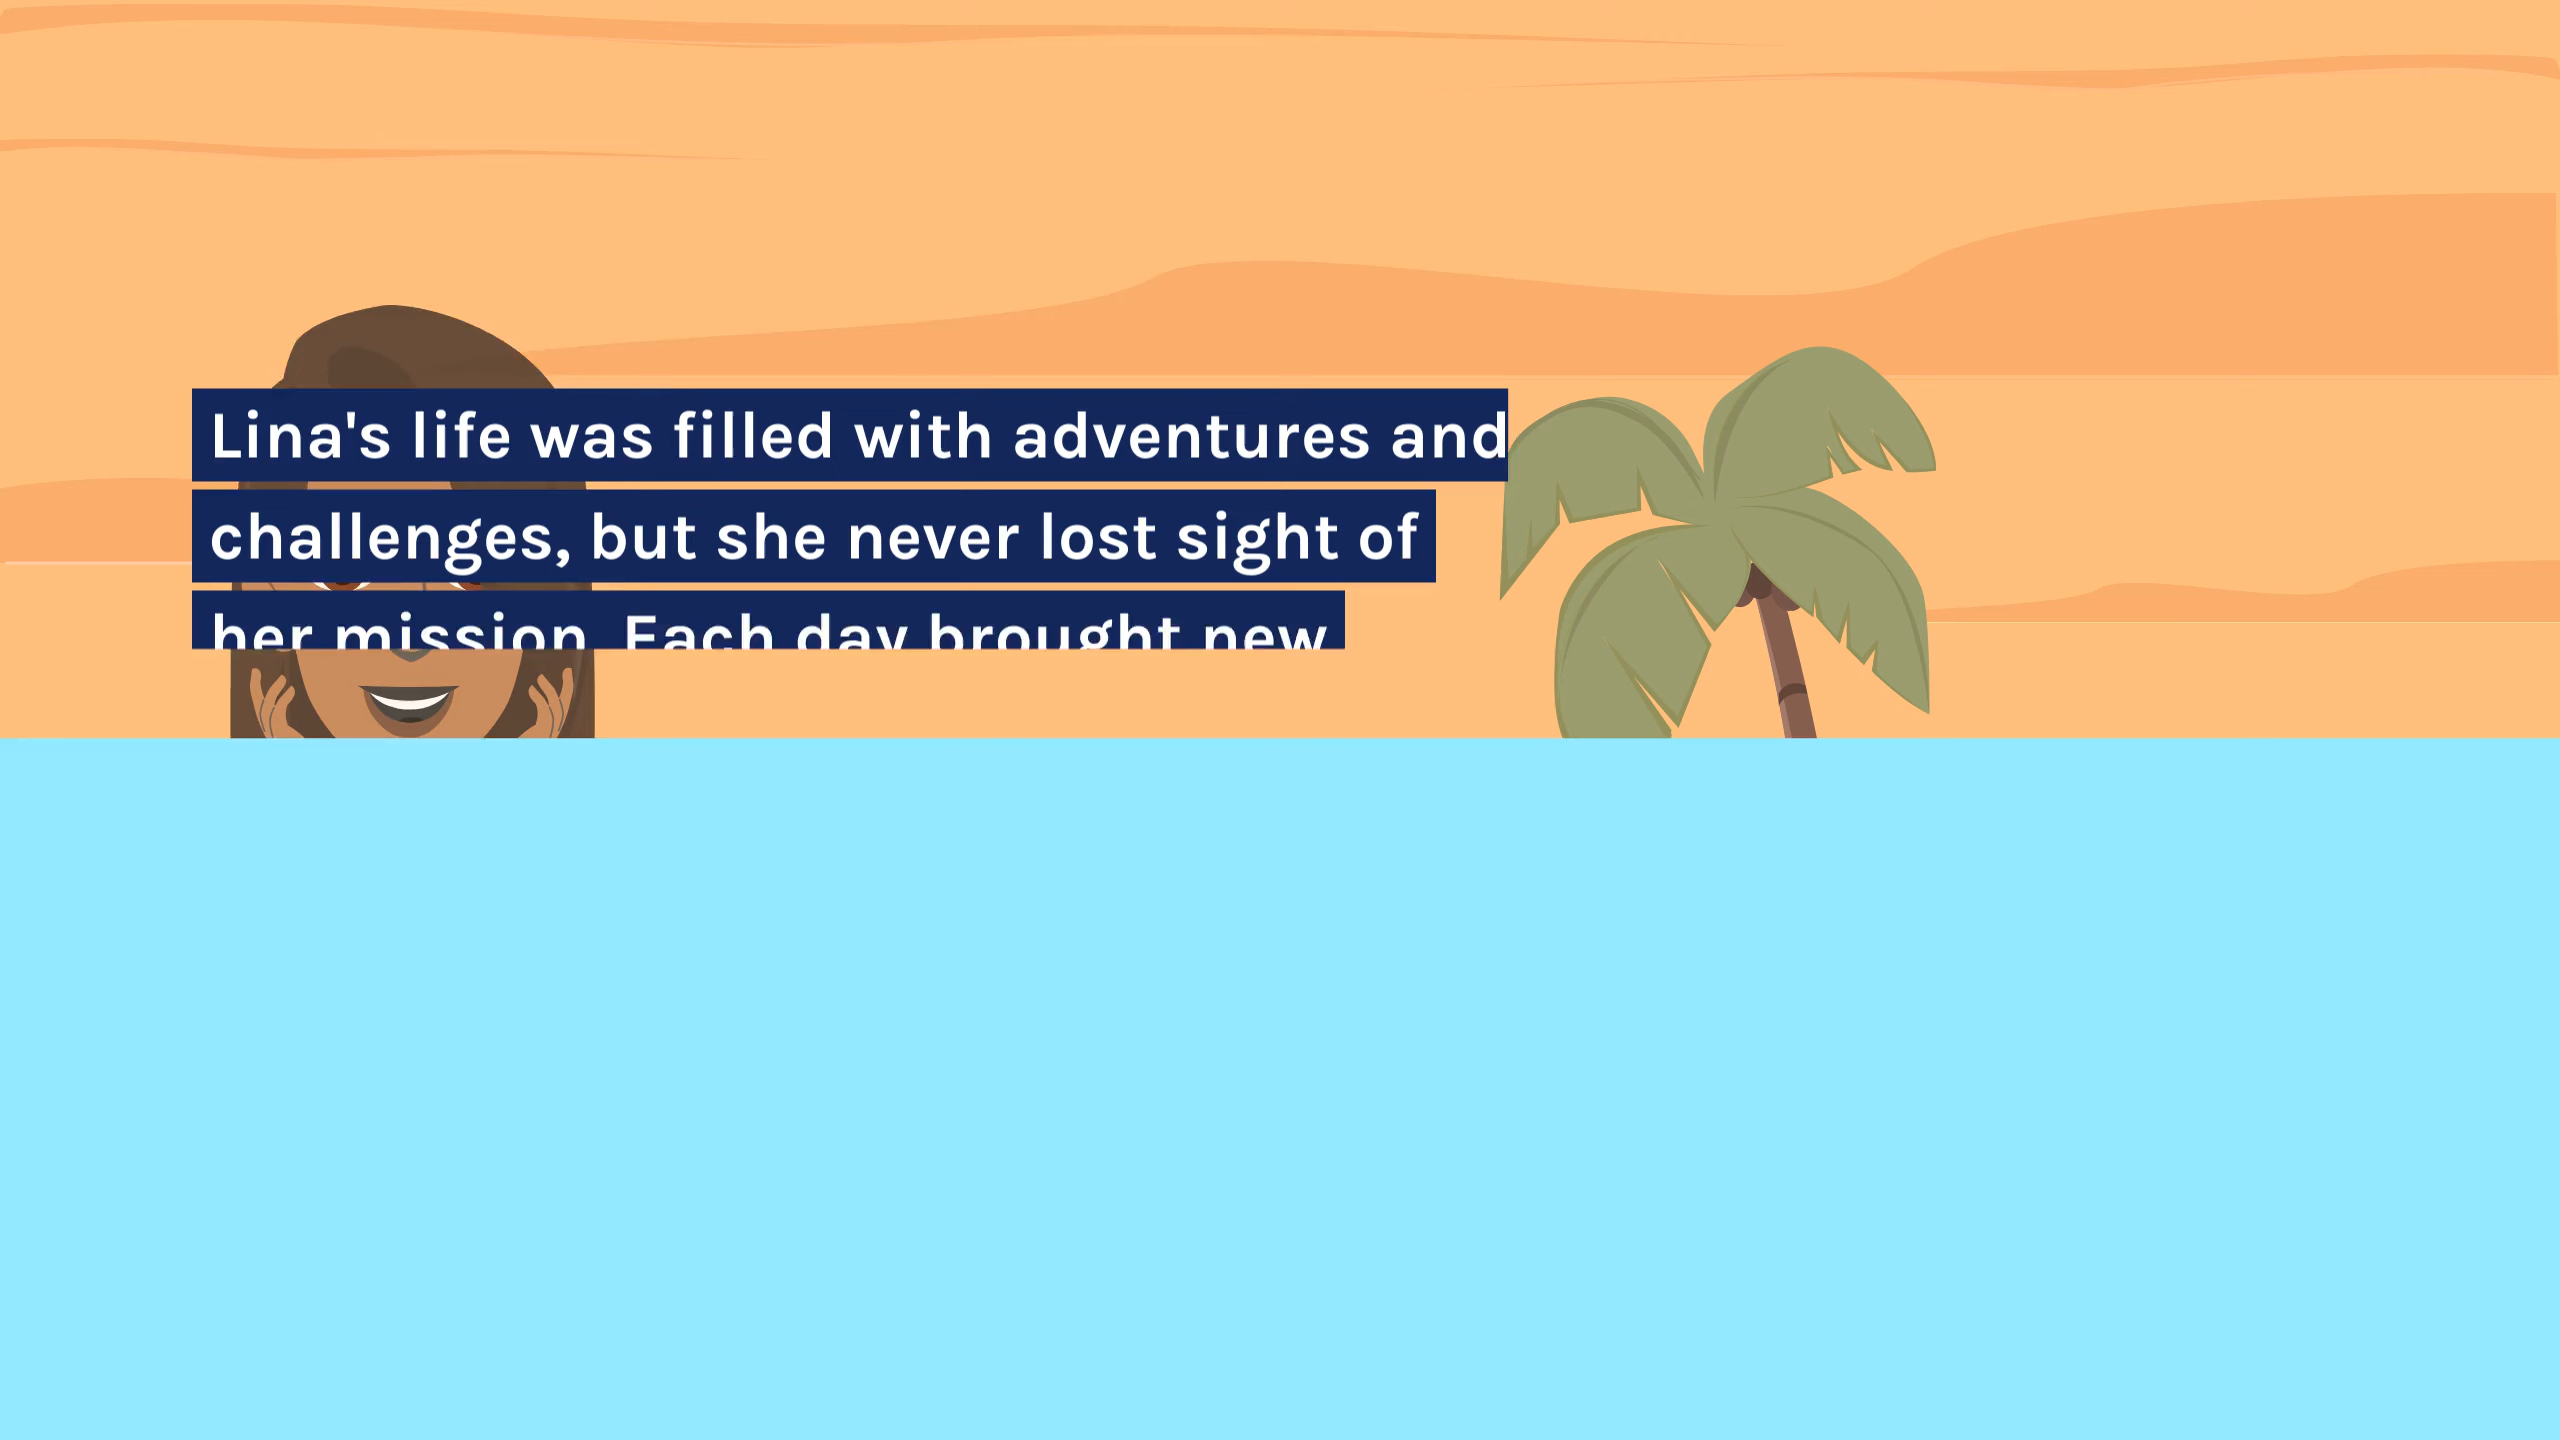 Lina's life was filled with adventures and
challenges, but she never lost sight of
her mission. Each day brought new